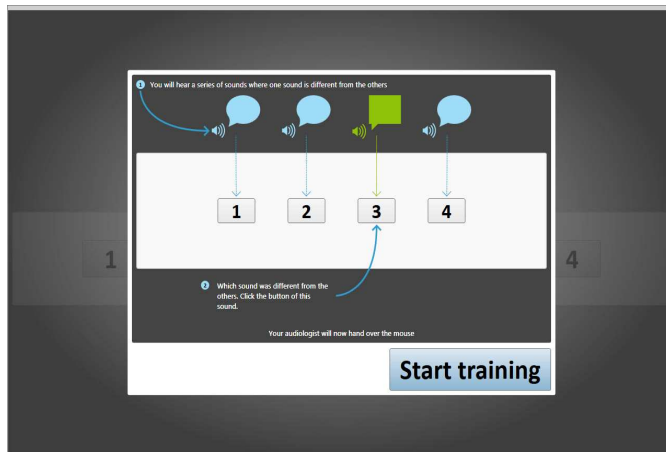 1 You will hear a series of sounds where one sound is different from the others
1 2 3 4
1 4
2 Which sound was different from the
others. Click the button of this
sound.
Your audiologist will now hand over the mouse
Start training